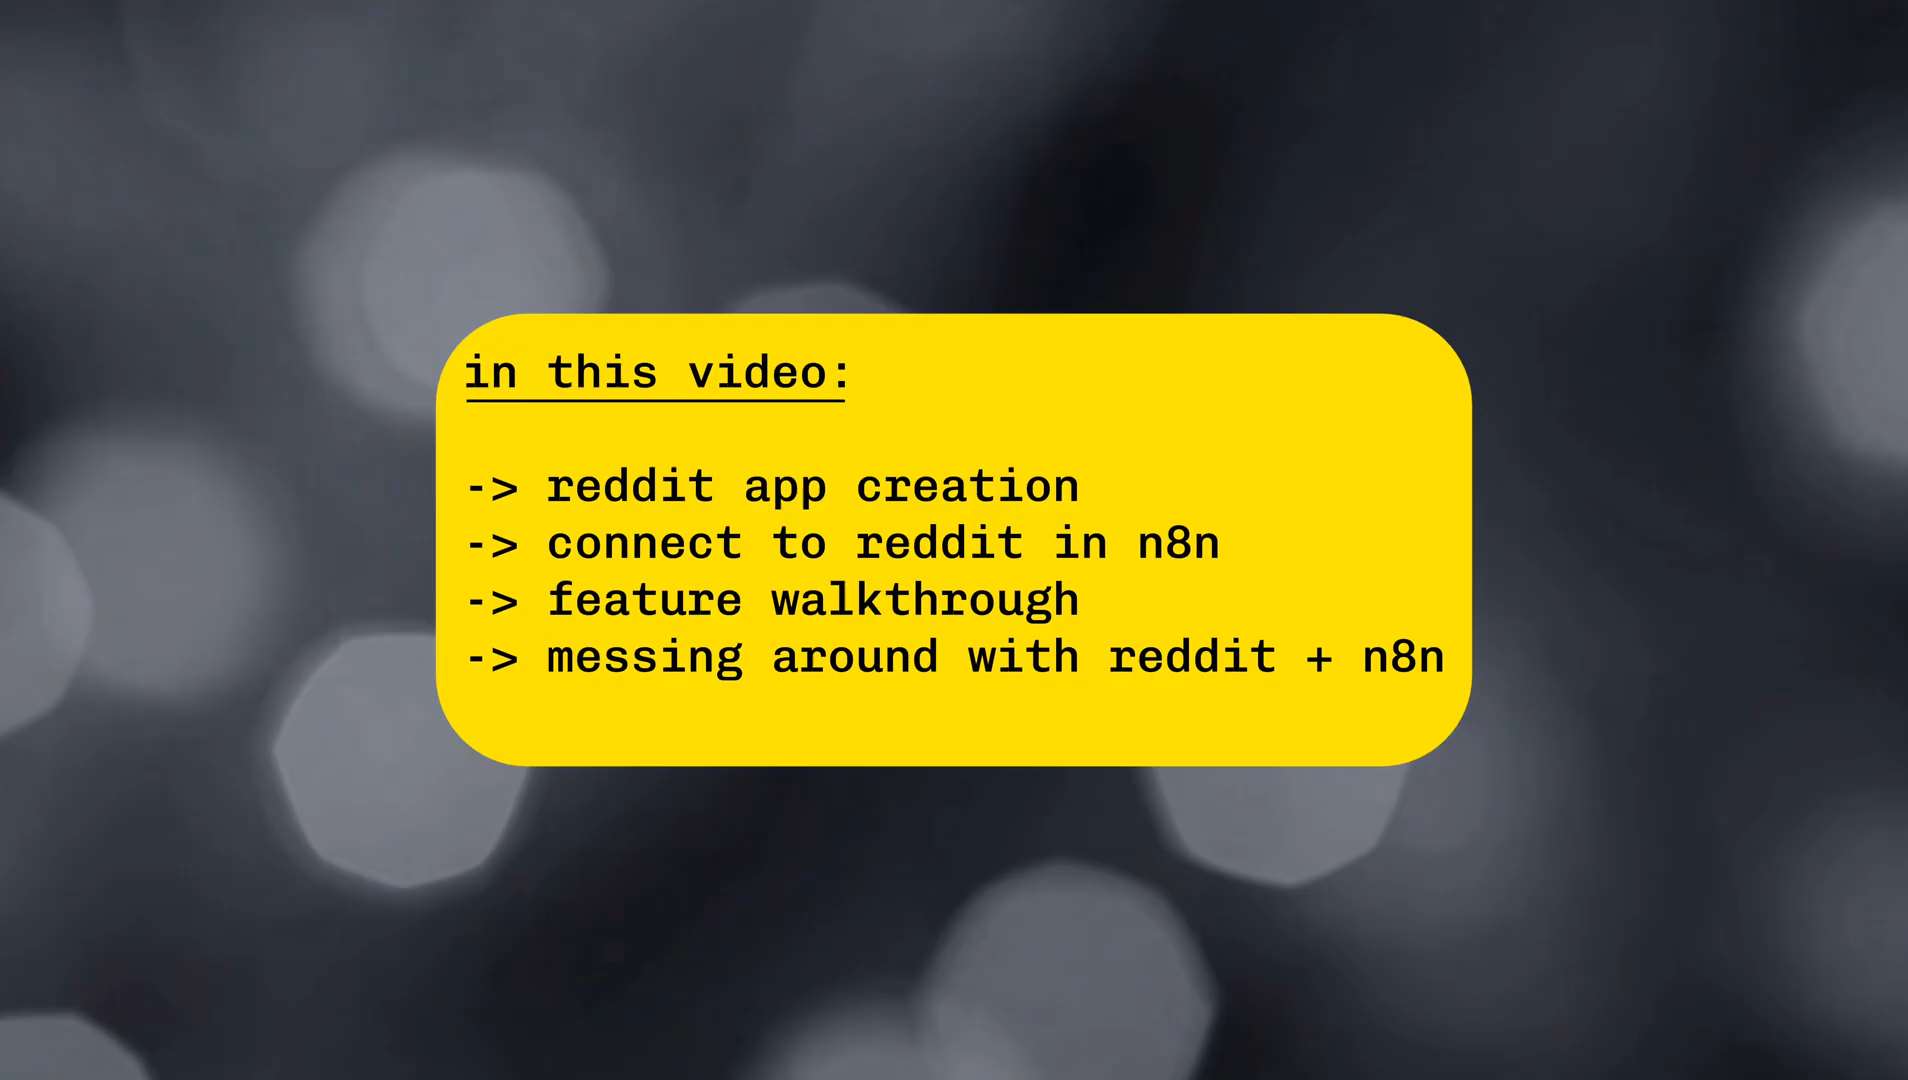 in this video:
-> reddit app creation
-> connect to reddit in n8n
-> feature walkthrough
-> messing around with reddit + n8n